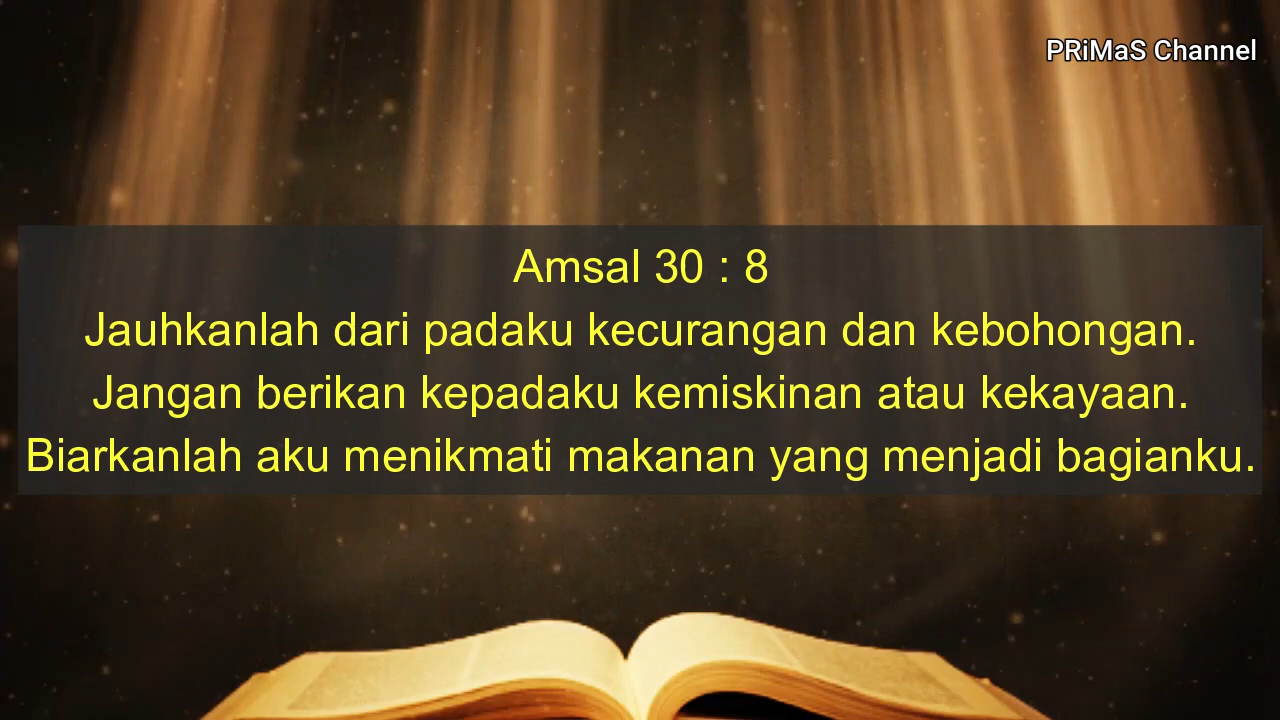 PRiMaS Channel
Amsal 30 : 8
Jauhkanlah dari padaku kecurangan dan kebohongan.
Jangan berikan kepadaku kemiskinan atau kekayaan.
Biarkanlah aku menikmati makanan yang menjadi bagianku.